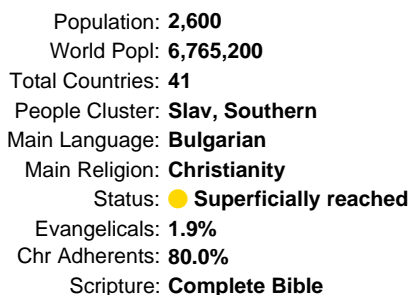 Population: 2,600
World Popl: 6,765,200
Total Countries: 41
People Cluster: Slav, Southern
Main Language: Bulgarian
Main Religion: Christianity
Status: Superficially reached
Evangelicals: 1.9%
Chr Adherents: 80.0%
Scripture: Complete Bible